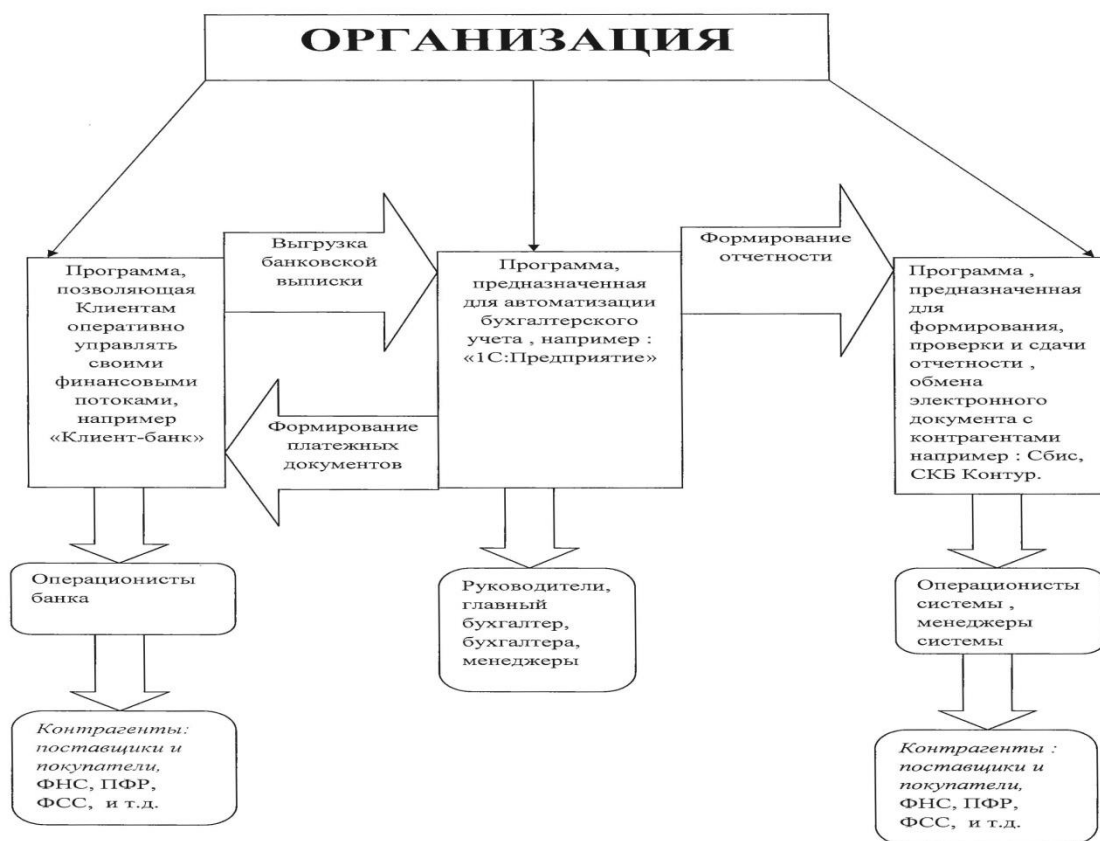 ОРГАНИЗАЦИЯ
Выгрузка
банковской
выписки
Формирование
отчетности
Программа,
позволяющая
Клиентам
оперативно
управлять
своими
финансовыми
потоками,
например
«Клиент-банк»
Программа,
предназначенная
для автоматизации
бухгалтерского
учета , например :
«1С:Предприятие»
Программа ,
предназначенная
для
формирования,
проверки и сдачи
отчетности ,
обмена
электронного
документа с
контрагентами
например : Сбис,
СКБ Контур.
Формирование
платежных
документов
Операционисты
банка
Руководители,
главный
бухгалтер,
бухгалтера,
менеджеры
Операционисты
системы ,
менеджеры
системы
Контрагенты:
поставщики и
покупатели,
ФНС, ПФР,
ФСС,  и т.д.
Контрагенты :
поставщики и
покупатели,
ФНС, ПФР,
ФСС,  и т.д.